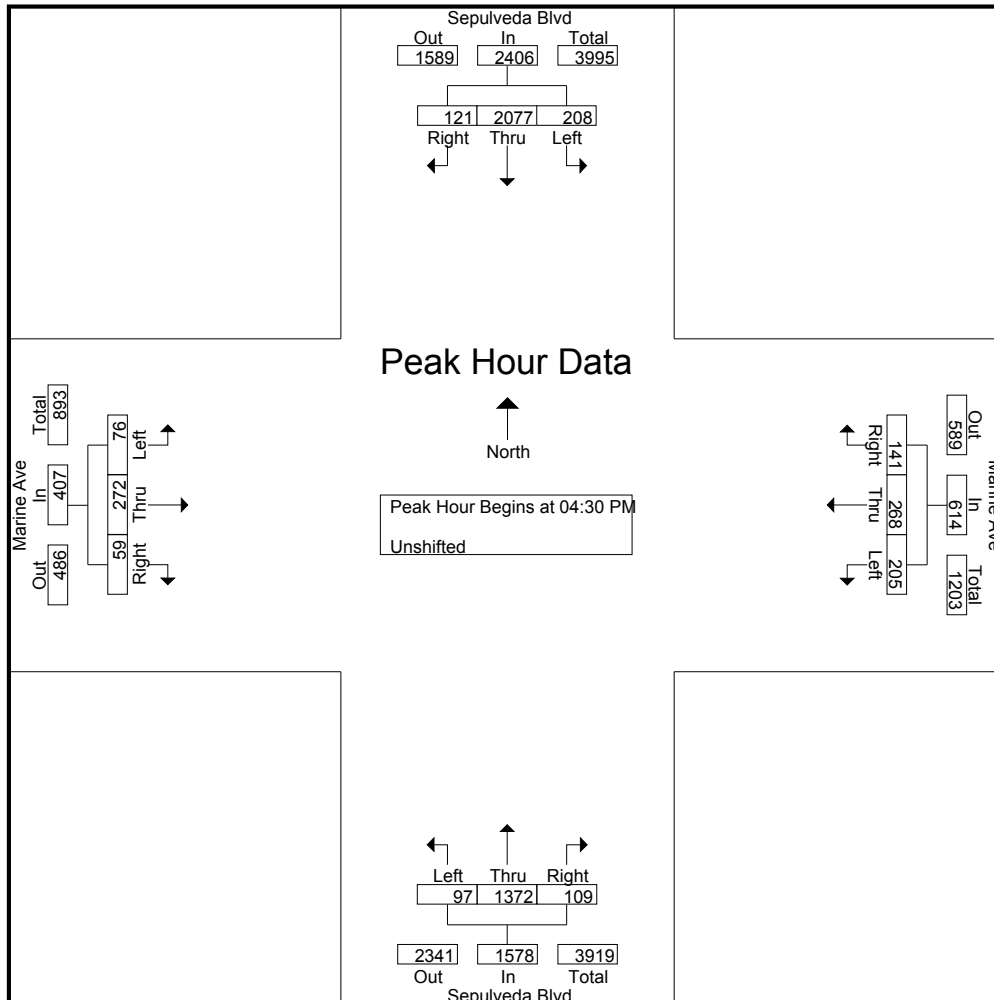 Sepulveda Blvd
Out In Total
1589 2406 3995
121 2077 208
Right Thru Left
Peak Hour Data
North
Peak Hour Begins at 04:30 PM
Unshifted
Marine Ave
Total In Out
893 407 486
76 272 59
Left Thru Right
Marine Ave
Out In Total
589 614 1203
141 268 205
Right Thru Left
Left Thru Right
97 1372 109
2341 1578 3919
Out In Total
Sepulveda Blvd